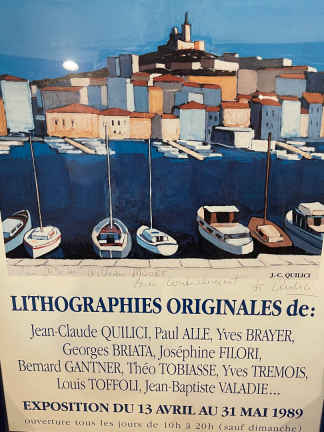 J.-C. QUILICI
LITHOGRAPHIES ORIGINALES de:
Jean-Claude QUILICI, Paul ALLE, Yves BRAYER,
Georges BRIATA, Joséphine FILORI,
Bernard GANTNER, Théo TOBIASSE, Yves TREMOIS,
Louis TOFFOLI, Jean-Baptiste VALADIE...
EXPOSITION DU 13 AVRIL AU 31 MAI 1989
ouverture tous les jours de 10h à 20h (sauf dimanche)